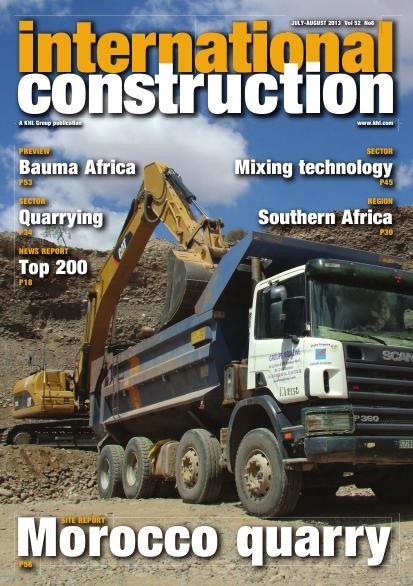 JULY-AUGUST 2013 Vol 52 No6
international
construction
A KHL Group publication
www.khl.com
PREVIEW
Bauma Africa
P53
SECTOR
Mixing technology
P45
SECTOR
Quarrying
P34
REGION
Southern Africa
P30
NEWS REPORT
Top 200
P18
CAT
SCAN
P360
SITE REPORT
Morocco quarry
P56